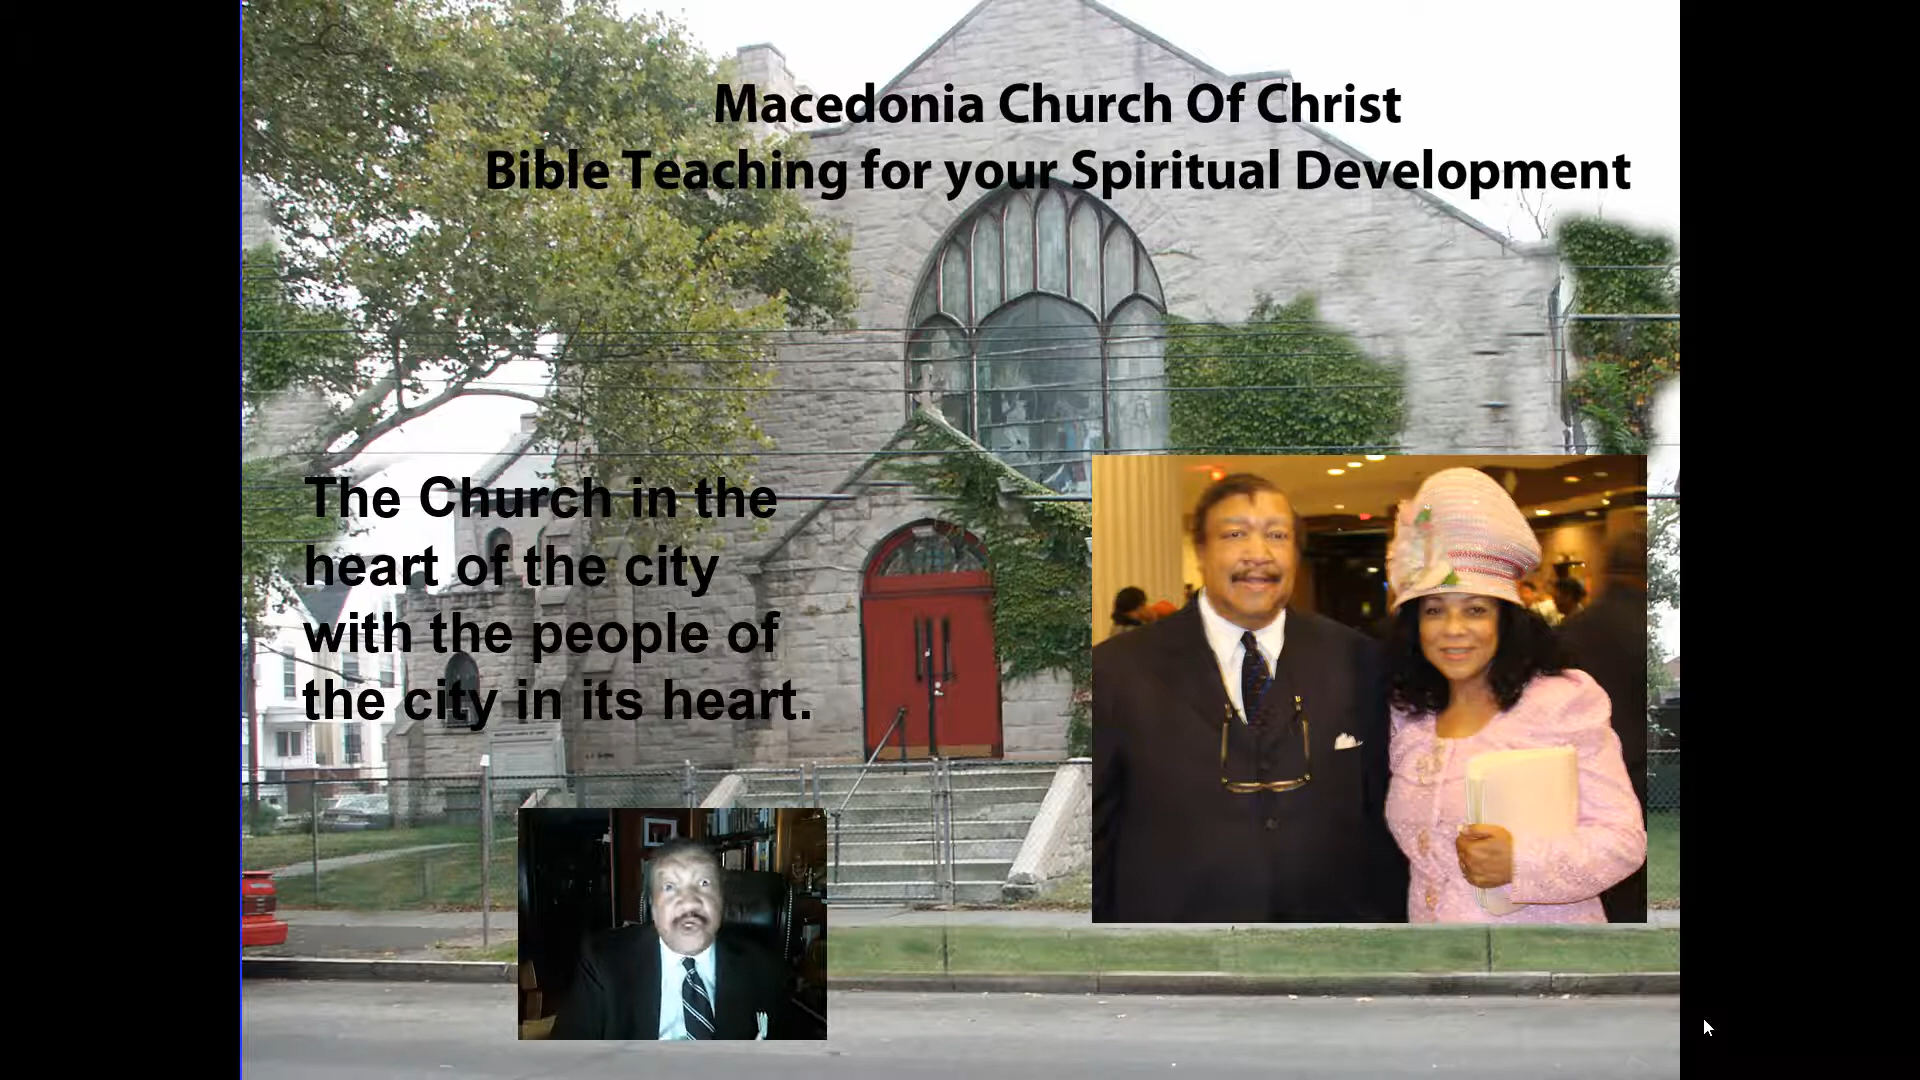 Macedonia Church Of Christ
Bible Teaching for your Spiritual Development
The Church in the
heart of the city
with the people of
the city in its heart.